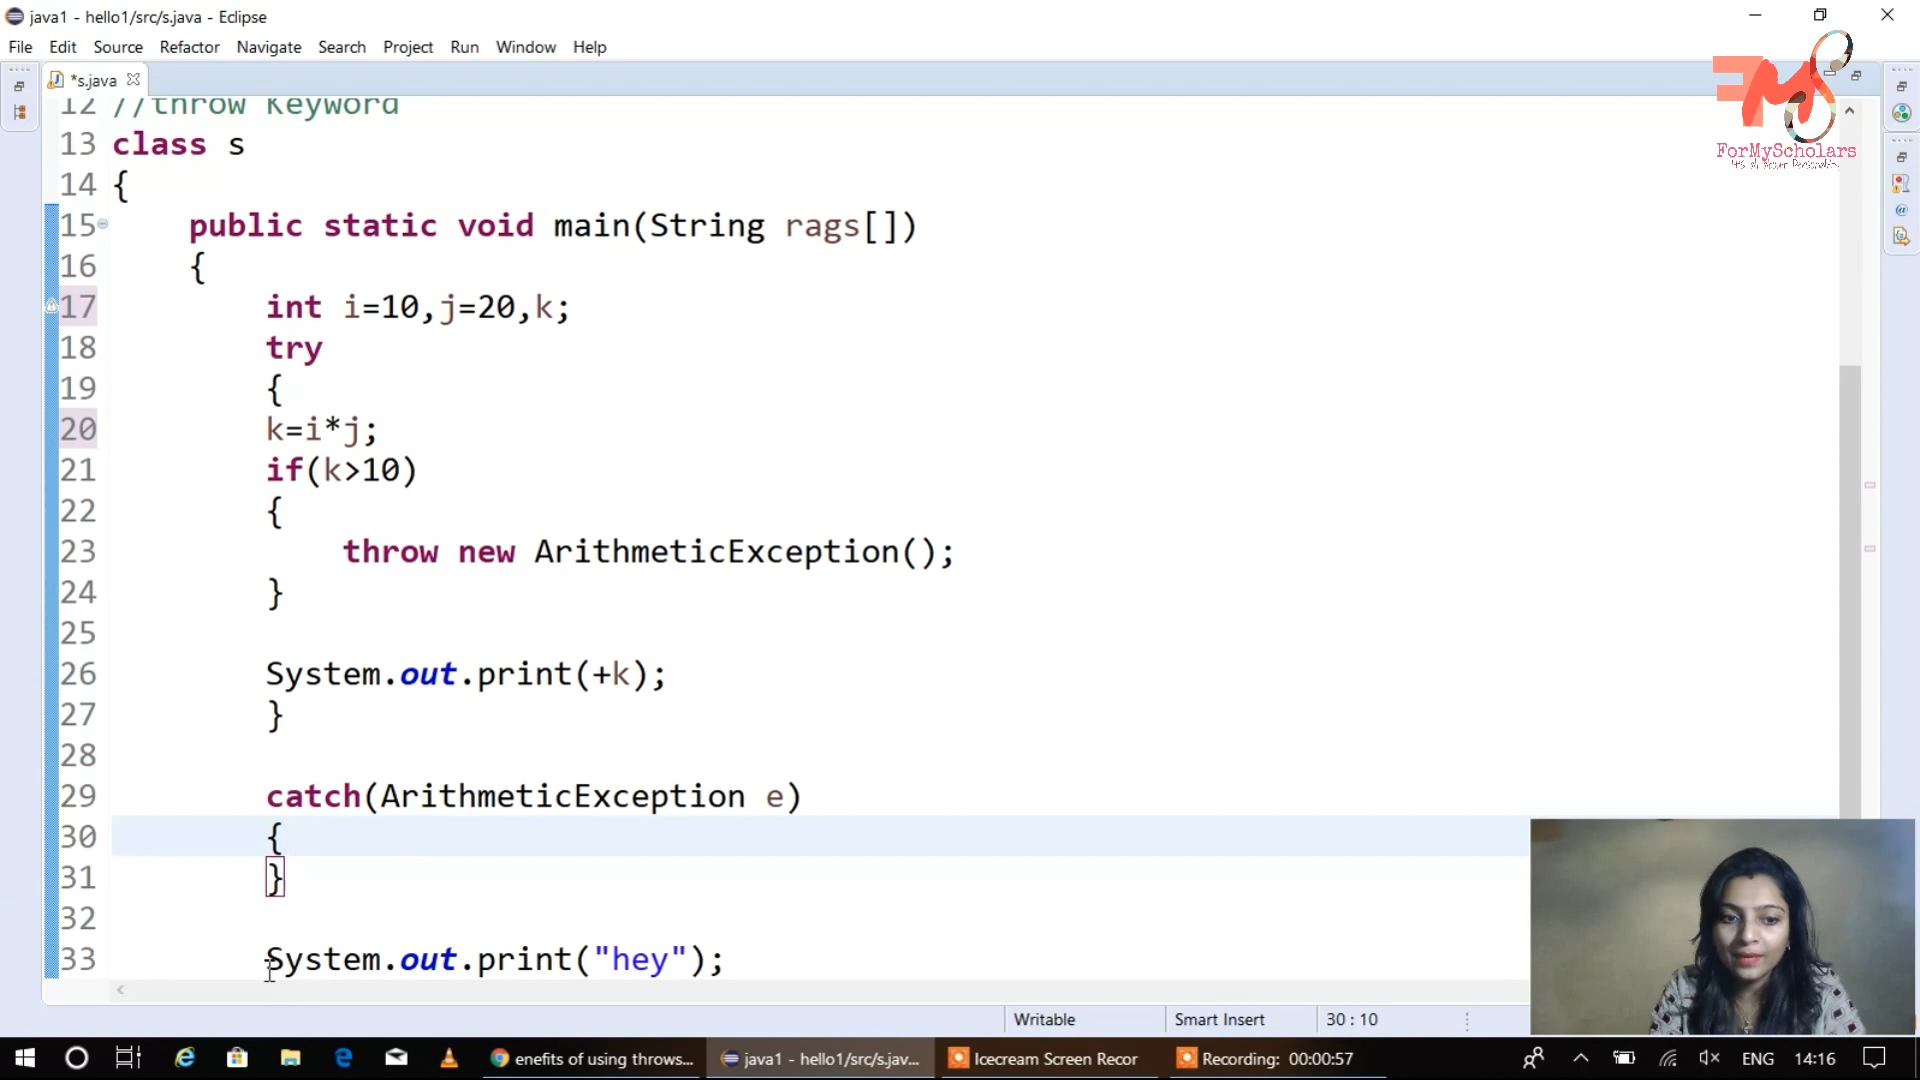 java1 - hello1/src/s.java - Eclipse
File Edit Source Refactor Navigate Search Project Run Window Help
*s.java
FMS
ForMyScholars
12 //throw Keyword
13 class s
14 {
15 public static void main(String rags[])
16 {
17 int i=10,j=20,k;
18 try
19 {
20 k=i*j;
21 if(k>10)
22 {
23 throw new ArithmeticException();
24 }
25
26 System.out.print(+k);
27 }
28
29 catch(ArithmeticException e)
30 {
31 }
32
33 System.out.print("hey");
Writable Smart Insert 30 : 10
enefits of using throws... java1 - hello1/src/s.jav... Icecream Screen Recor Recording: 00:00:57 ENG 14:16